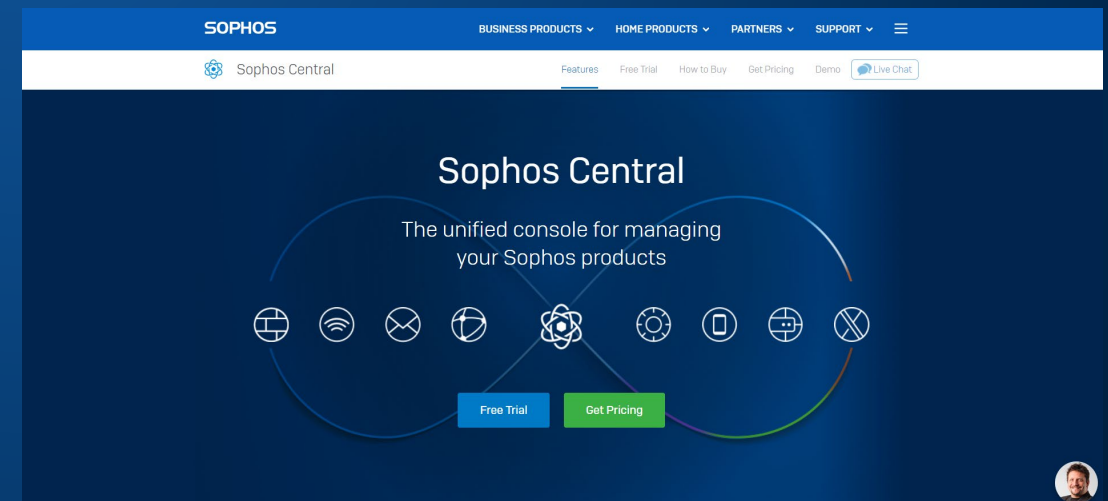 SOPHOS
BUSINESS PRODUCTS HOME PRODUCTS PARTNERS SUPPORT
Sophos Central
Features Free Trial How to Buy Get Pricing Demo Live Chat
Sophos Central
The unified console for managing
your Sophos products
Free Trial Get Pricing